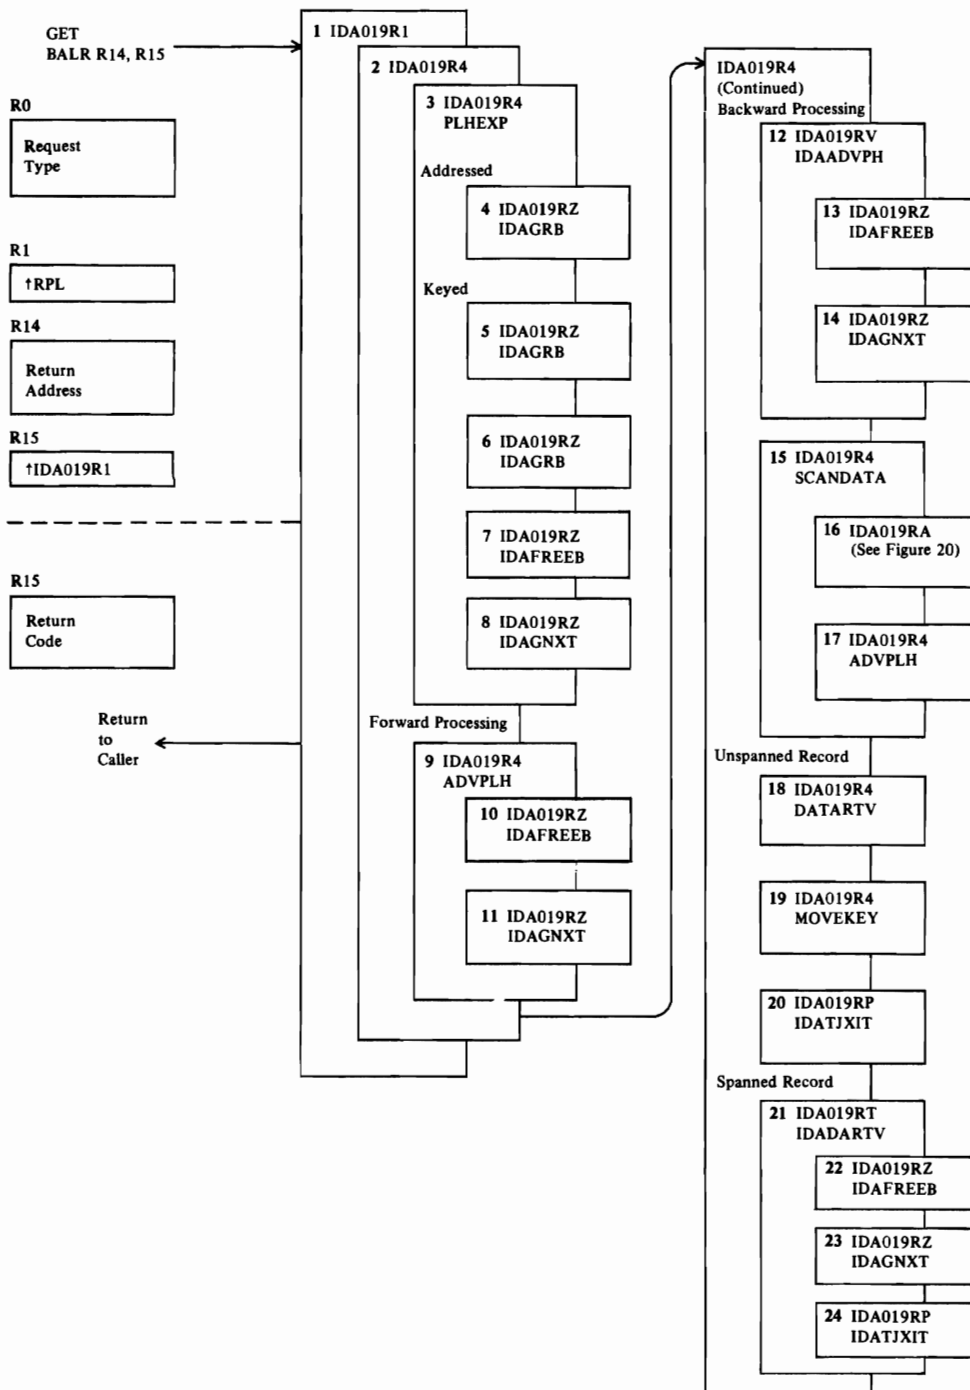 GET
BALR R14, R15
R0
Request
Type
R1
↑RPL
R14
Return
Address
R15
↑IDA019R1
R15
Return
Code
Return
to
Caller
1 IDA019R1
2 IDA019R4
3 IDA019R4
PLHEXP
Addressed
4 IDA019RZ
IDAGRB
Keyed
5 IDA019RZ
IDAGRB
6 IDA019RZ
IDAGRB
7 IDA019RZ
IDAFREEB
8 IDA019RZ
IDAGNXT
Forward Processing
9 IDA019R4
ADVPLH
10 IDA019RZ
IDAFREEB
11 IDA019RZ
IDAGNXT
IDA019R4
(Continued)
Backward Processing
12 IDA019RV
IDAADVPH
13 IDA019RZ
IDAFREEB
14 IDA019RZ
IDAGNXT
15 IDA019R4
SCANDATA
16 IDA019RA
(See Figure 20)
17 IDA019R4
ADVPLH
Unspanned Record
18 IDA019R4
DATARTV
19 IDA019R4
MOVEKEY
20 IDA019RP
IDATJXIT
Spanned Record
21 IDA019RT
IDADARTV
22 IDA019RZ
IDAFREEB
23 IDA019RZ
IDAGNXT
24 IDA019RP
IDATJXIT